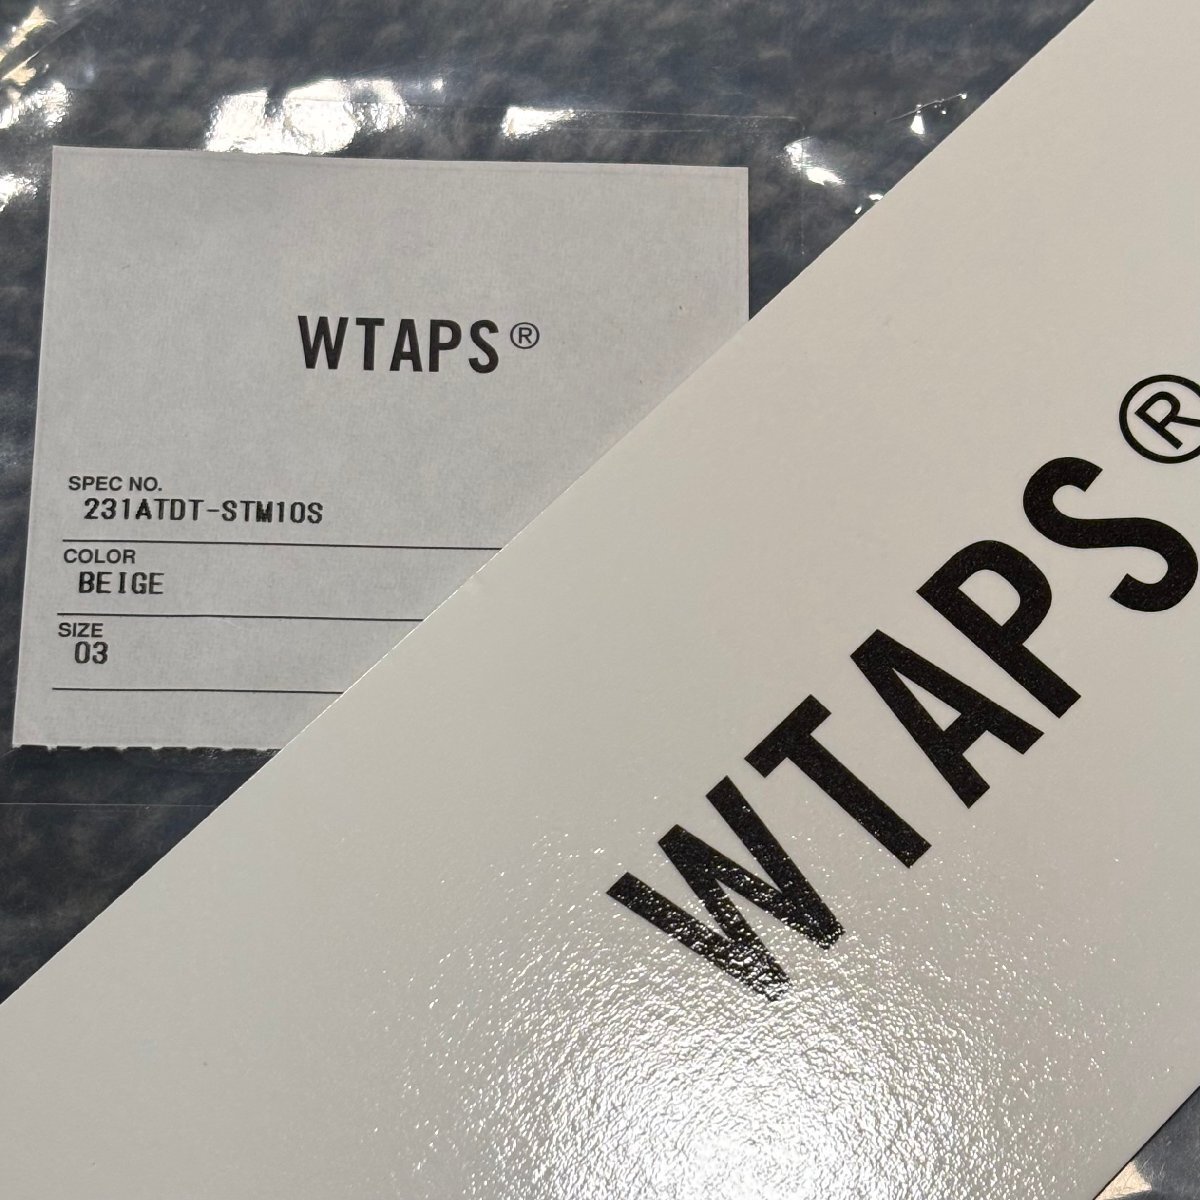 WTAPS®
SPEC NO.
231ATDT-STM10S
COLOR
BEIGE
SIZE
03
WTAPS®